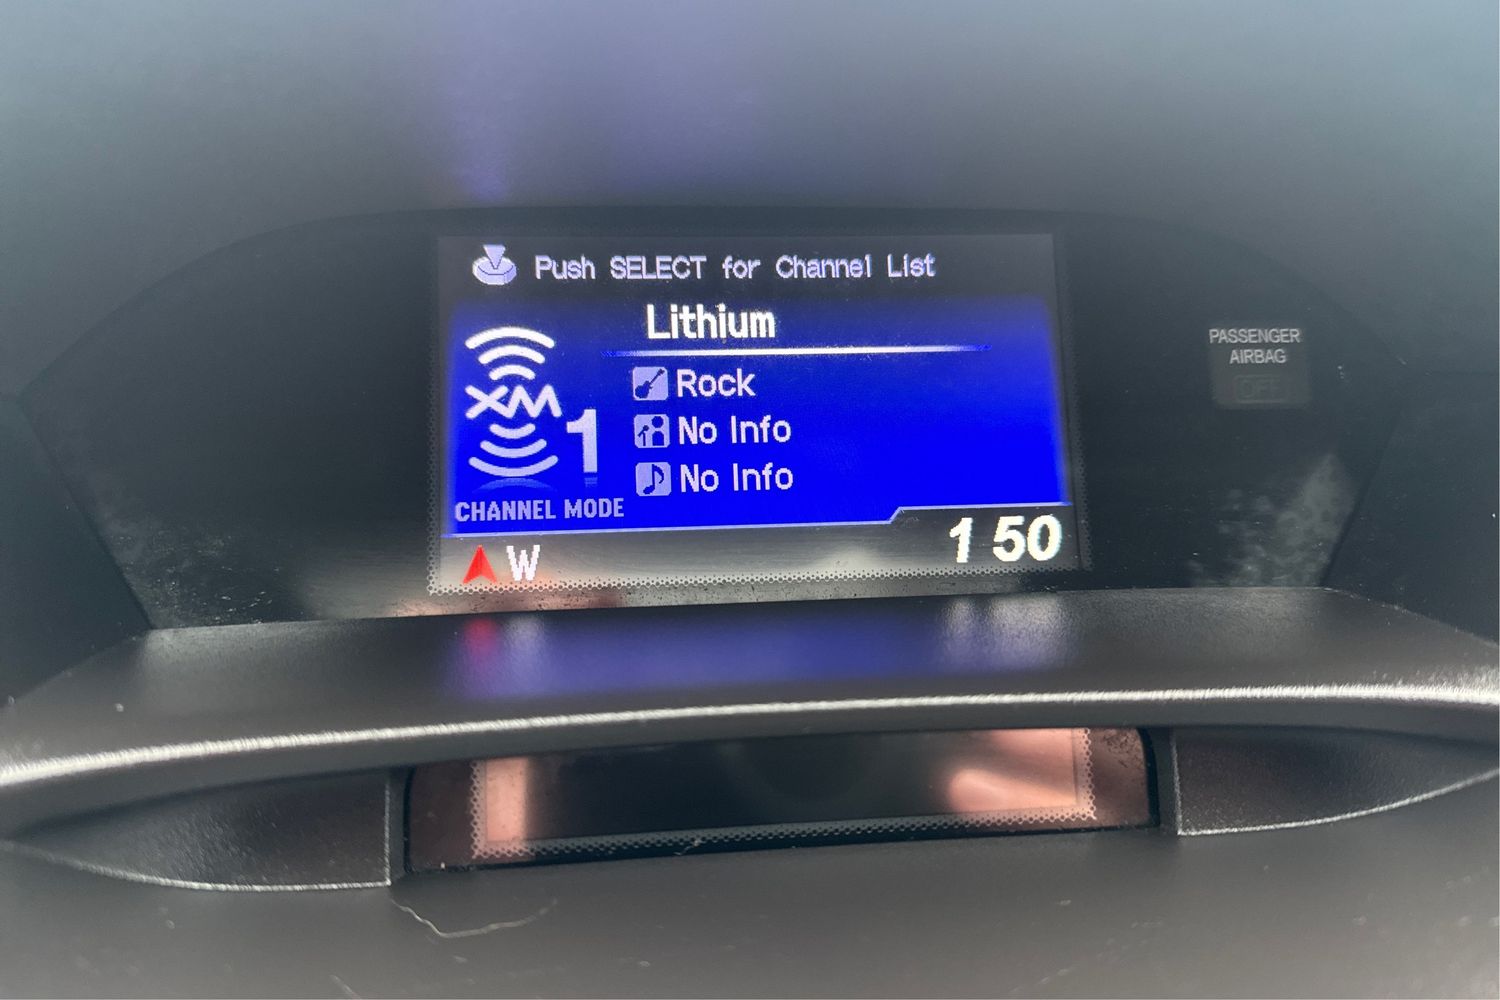 Push SELECT for Channel List
Lithium
XM 1
Rock
No Info
No Info
CHANNEL MODE
W
1 50
PASSENGER
AIRBAG
OFF